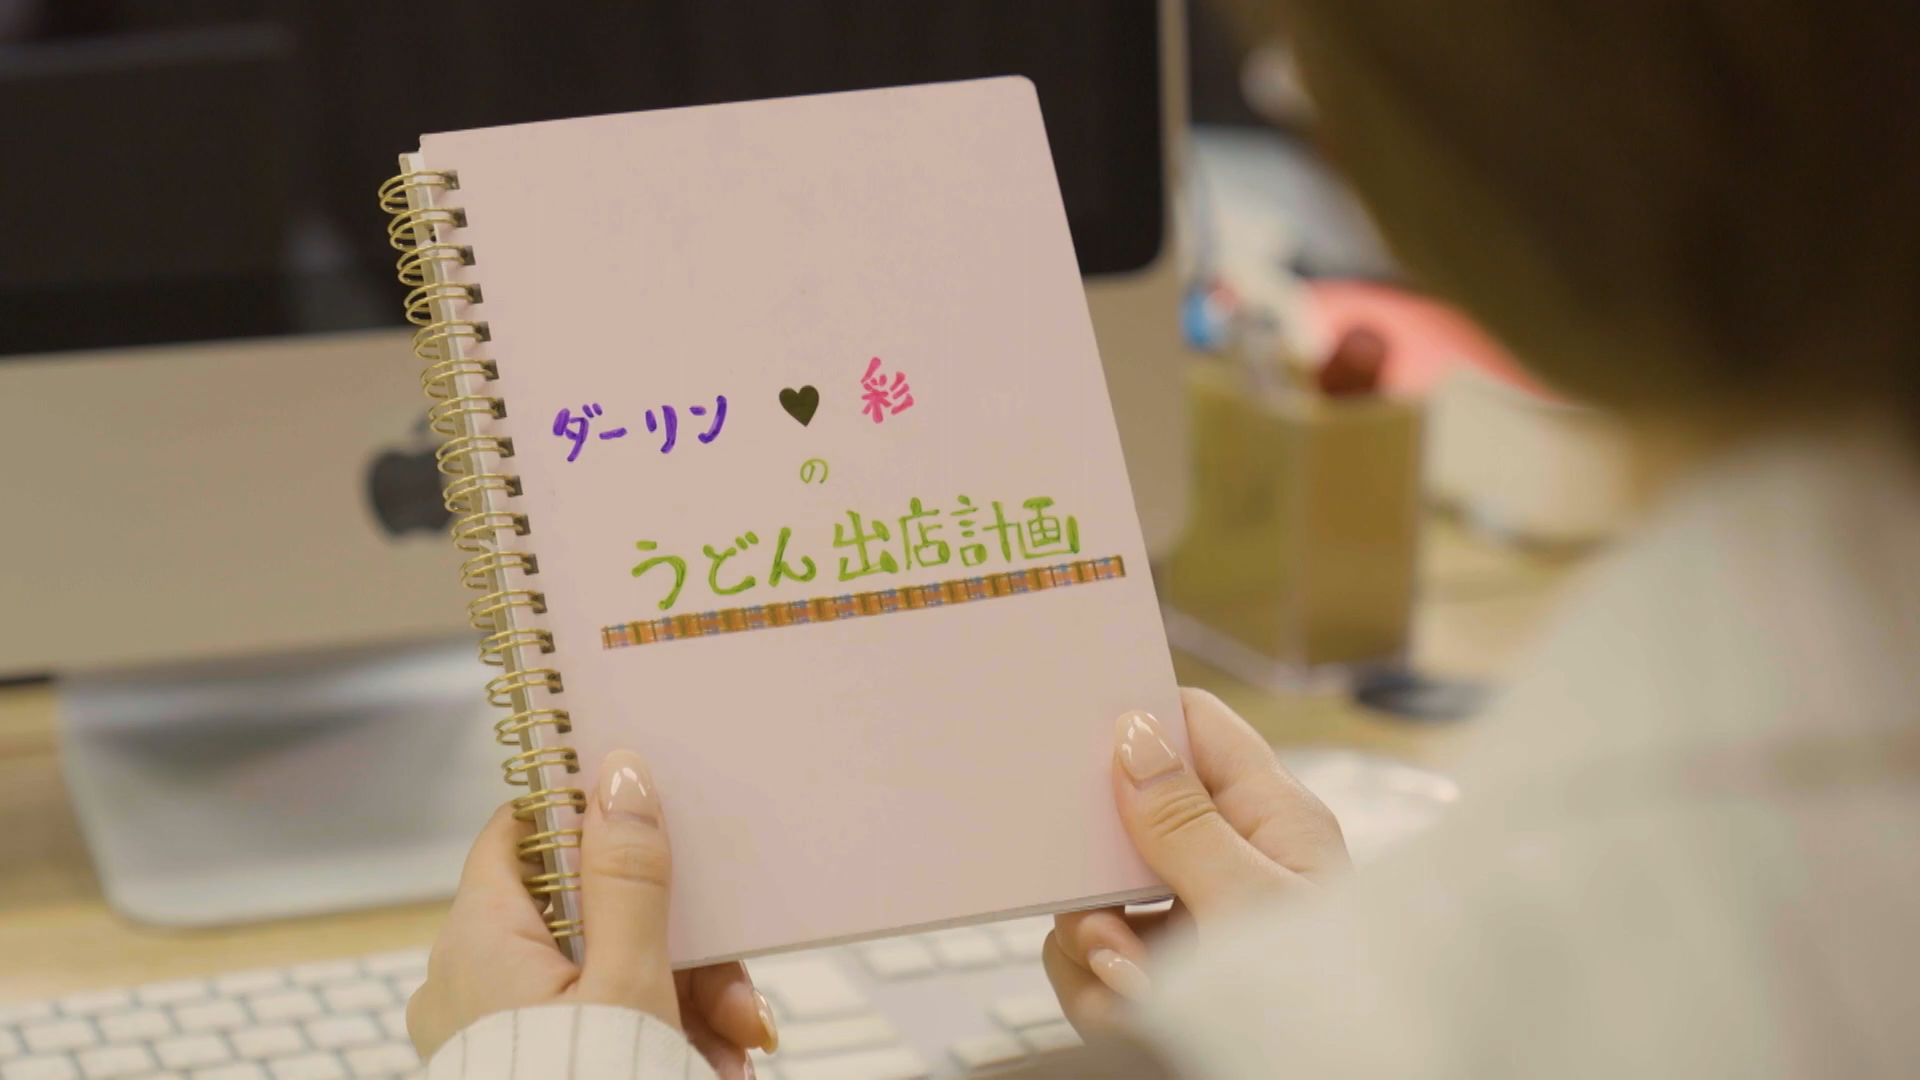 ダーリン ♥ 彩
の
うどん出店計画